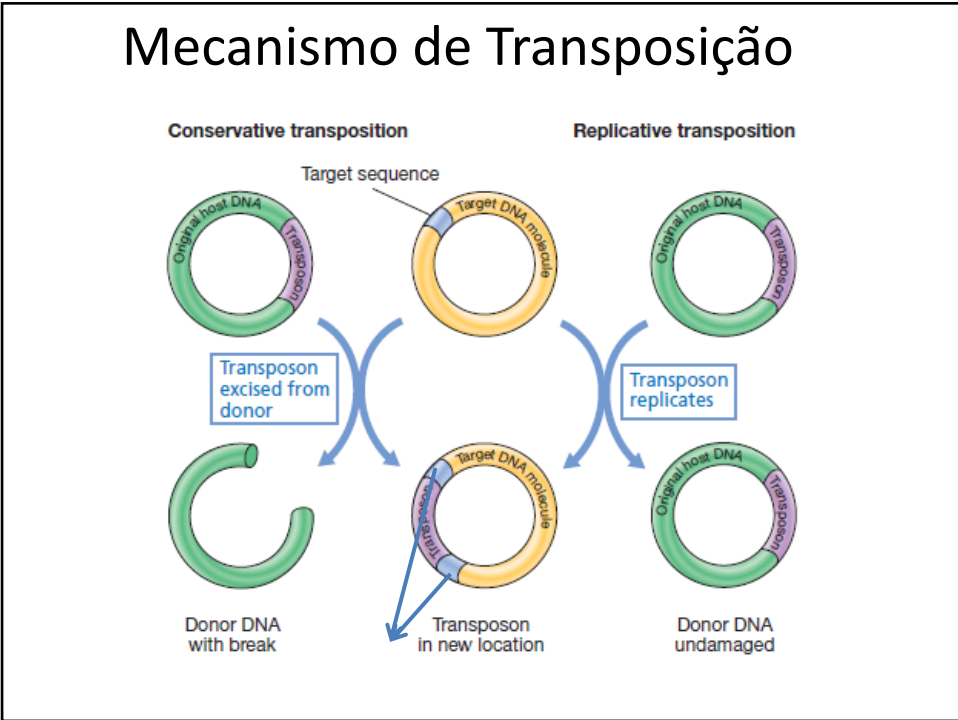 Mecanismo de Transposição
Conservative transposition
Replicative transposition
Target sequence
Original host DNA
Transposon
Target DNA molecule
Original host DNA
Transposon
Transposon
excised from
donor
Transposon
replicates
Transposon
Target DNA molecule
Original host DNA
Transposon
Donor DNA
with break
Transposon
in new location
Donor DNA
undamaged